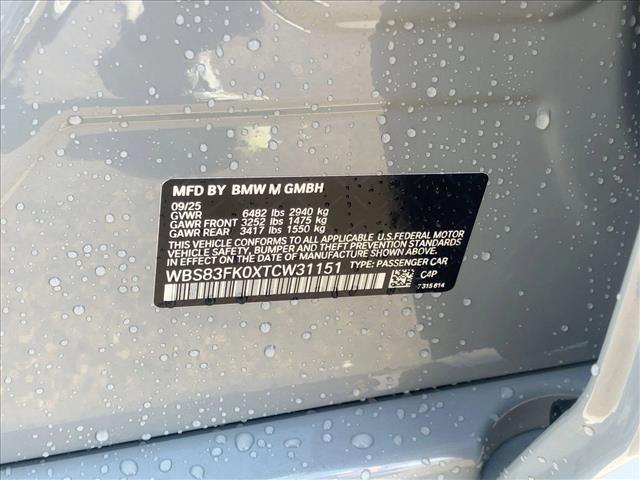 MFD BY BMW M GMBH
09/25
GVWR 6482 lbs 2940 kg
GAWR FRONT 3252 lbs 1475 kg
GAWR REAR 3417 lbs 1550 kg
THIS CAR CONFORMS TO ALL APPLICABLE U.S.FEDERAL MOTOR
VEHICLE SAFETY, BUMPER AND THEFT PREVENTION STANDARDS
IN EFFECT ON THE DATE OF MANUFACTURE SHOWN ABOVE.
WBS83FK0XTCW31151 TYPE: PASSENGER CAR
C4P
7315614